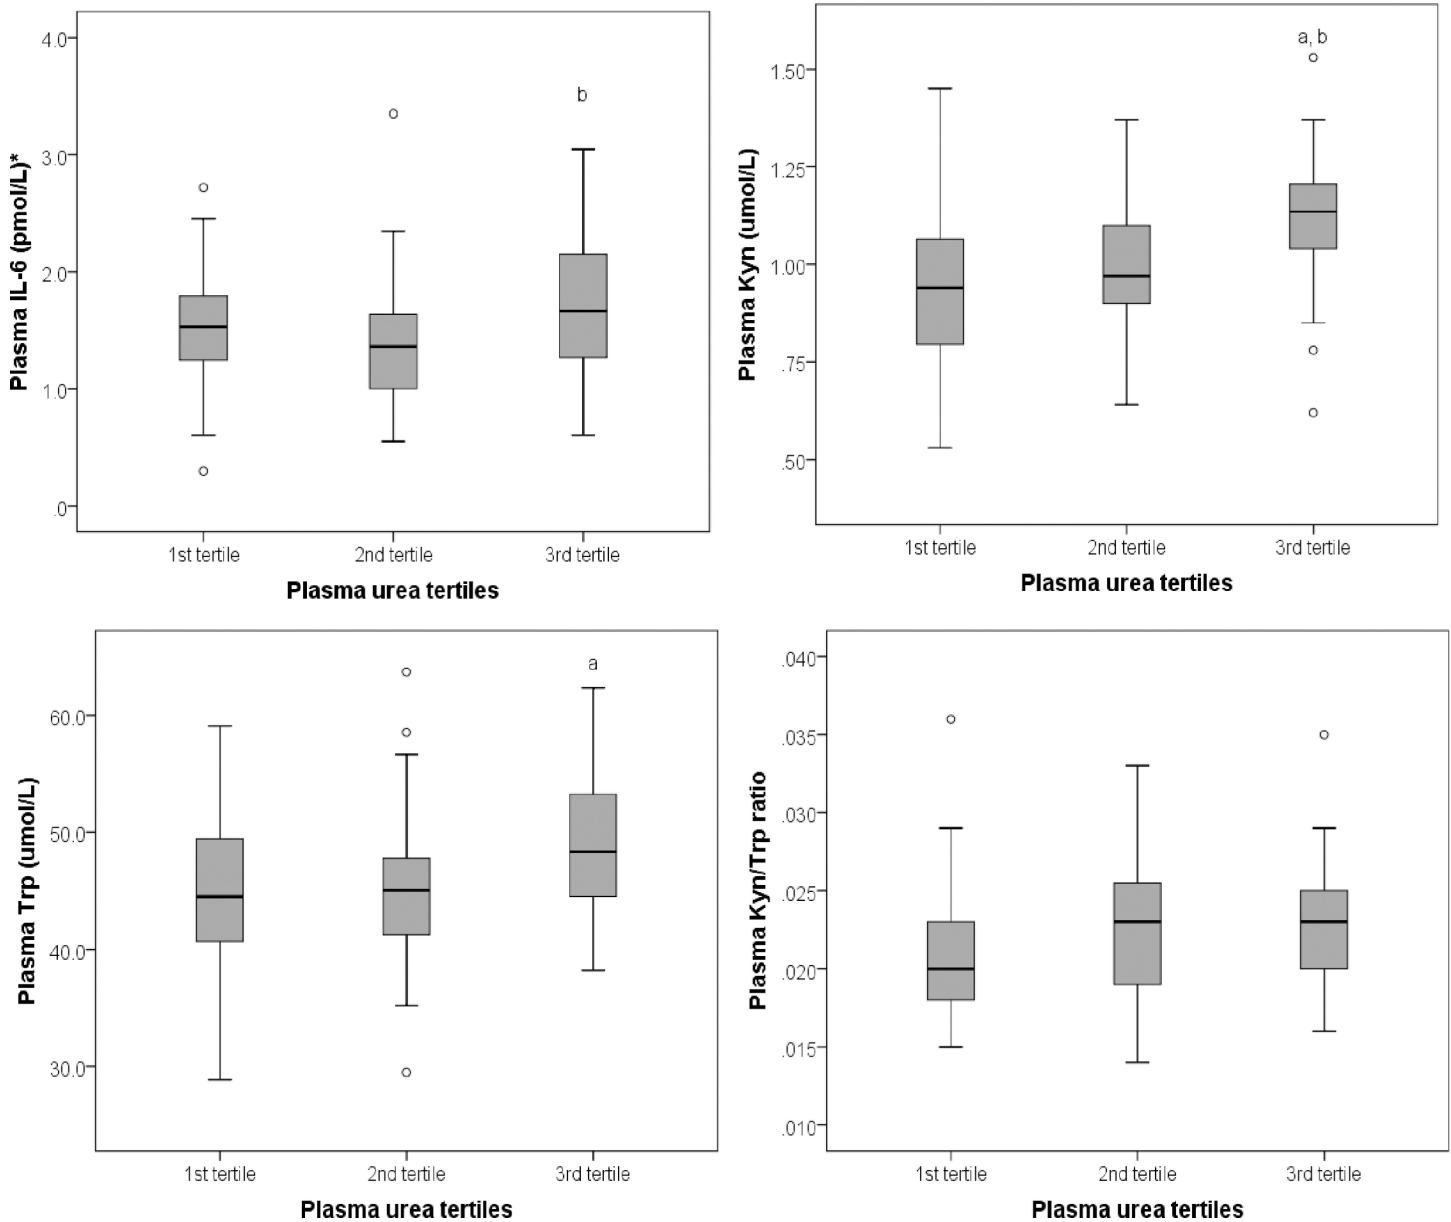 Plasma IL-6 (pmol/L)*
4.0
3.0
2.0
1.0
.0
b
1st tertile 2nd tertile 3rd tertile
Plasma urea tertiles
Plasma Kyn (umol/L)
1.50
1.25
1.00
.75
.50
a, b
1st tertile 2nd tertile 3rd tertile
Plasma urea tertiles
Plasma Trp (umol/L)
60.0
50.0
40.0
30.0
a
1st tertile 2nd tertile 3rd tertile
Plasma urea tertiles
Plasma Kyn/Trp ratio
.040
.035
.030
.025
.020
.015
.010
1st tertile 2nd tertile 3rd tertile
Plasma urea tertiles